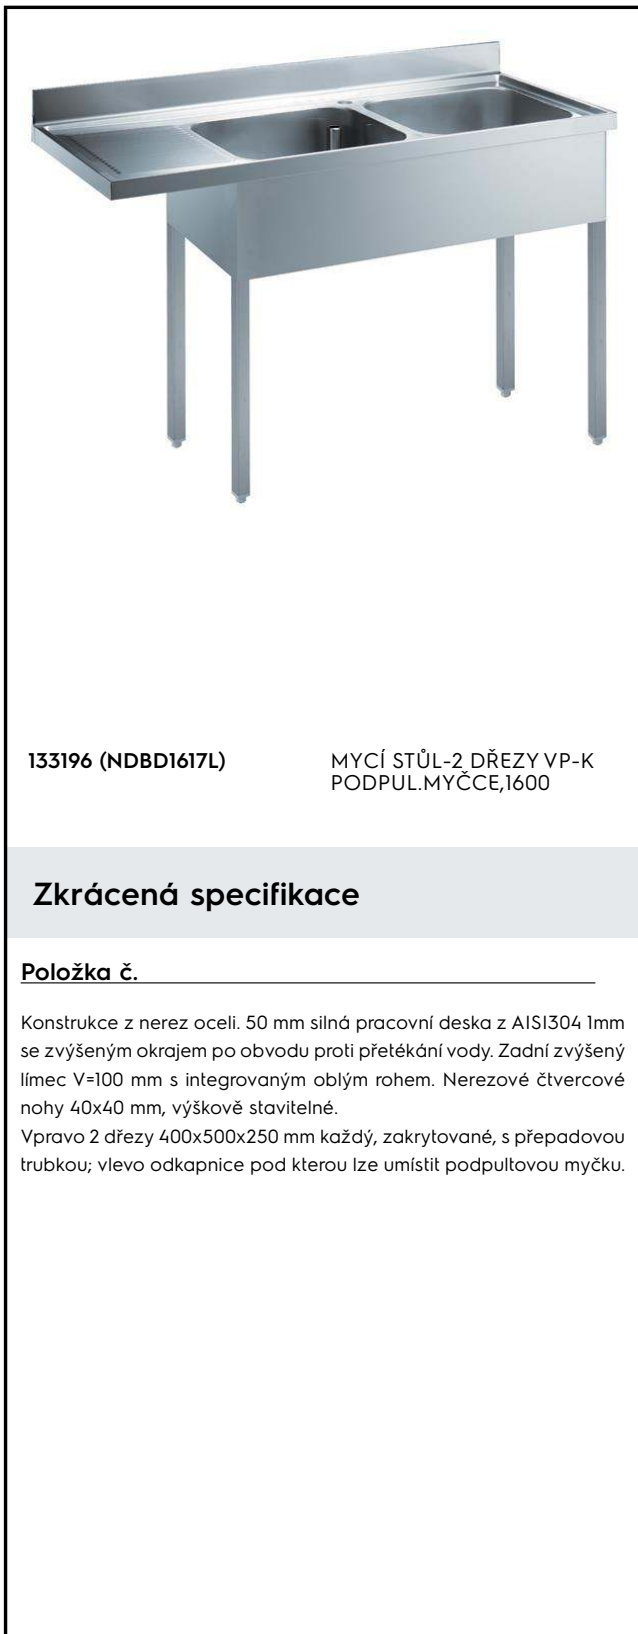 133196 (NDBD1617L)
MYCÍ STŮL-2 DŘEZY VP-K
PODPUL.MYČCE,1600
Zkrácená specifikace
Položka č.
Konstrukce z nerez oceli. 50 mm silná pracovní deska z AISI304 1mm
se zvýšeným okrajem po obvodu proti přetékání vody. Zadní zvýšený
límec V=100 mm s integrovaným oblým rohem. Nerezové čtvercové
nohy 40x40 mm, výškově stavitelné.
Vpravo 2 dřezy 400x500x250 mm každý, zakrytované, s přepadovou
trubkou; vlevo odkapnice pod kterou lze umístit podpultovou myčku.